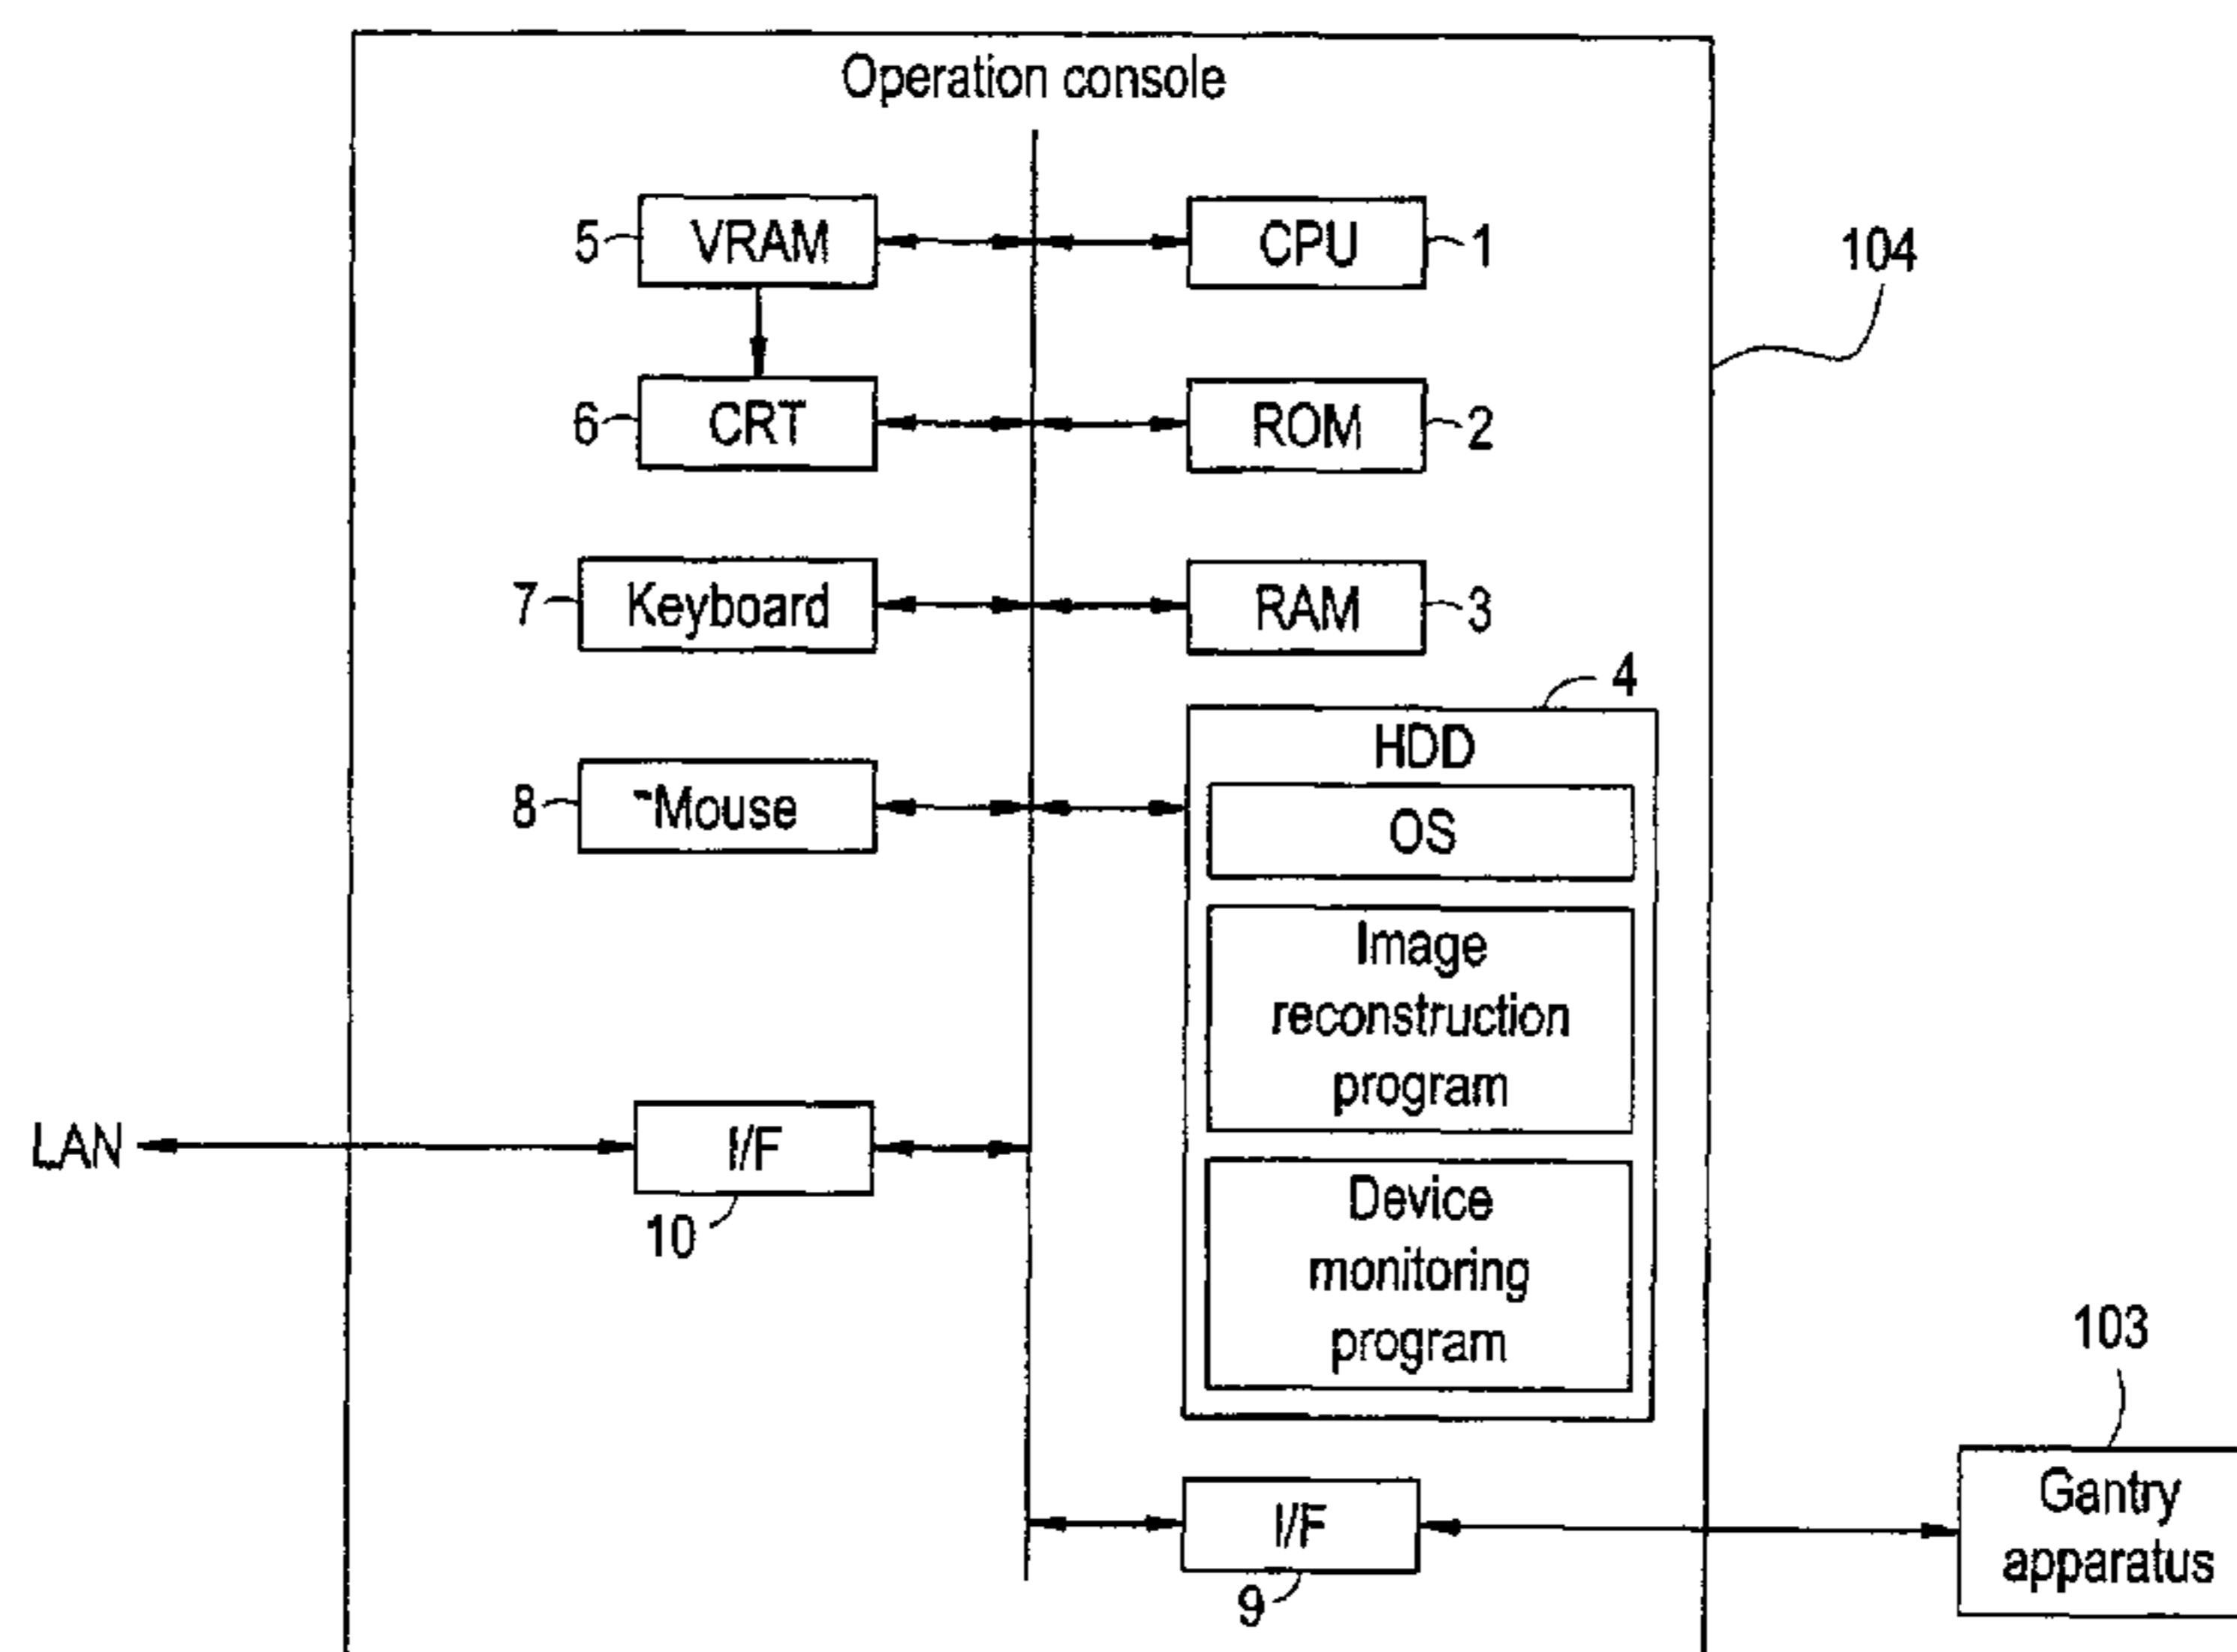 Operation console
5
VRAM
CPU
1
104
6
CRT
ROM
2
7
Keyboard
RAM
3
4
HDD
8
Mouse
OS
Image
reconstruction
program
LAN
I/F
10
Device
monitoring
program
103
Gantry
apparatus
I/F
9